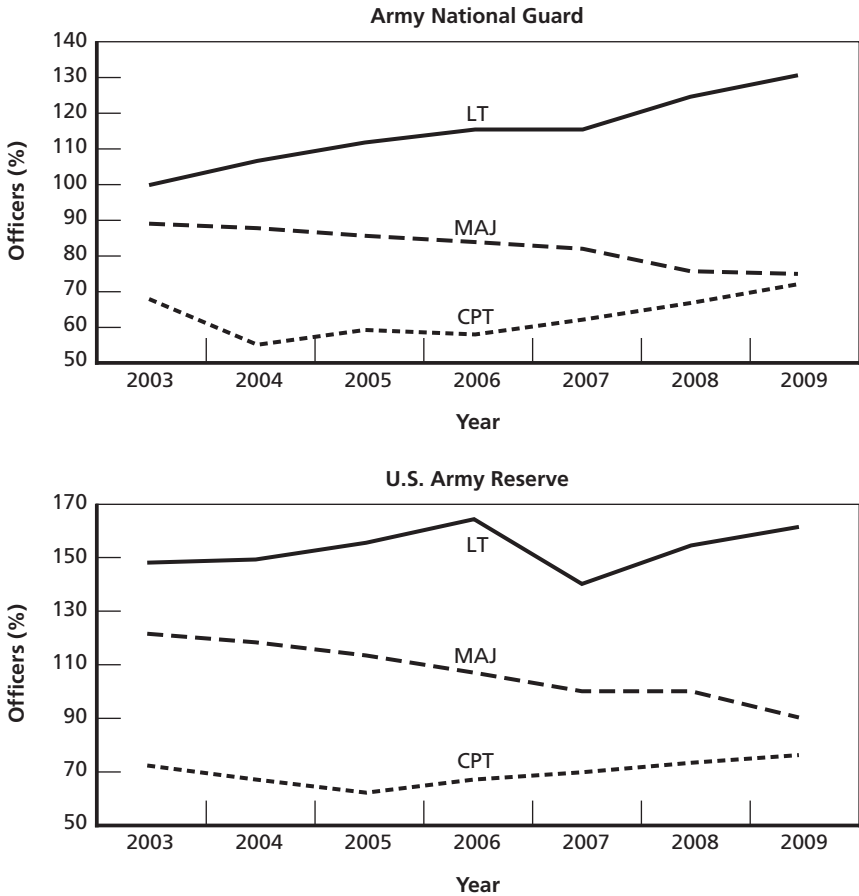 Army National Guard
140
130
120
110
100
90
80
70
60
50
Officers (%)
LT
MAJ
CPT
2003 2004 2005 2006 2007 2008 2009
Year
U.S. Army Reserve
170
150
130
110
90
70
50
Officers (%)
LT
MAJ
CPT
2003 2004 2005 2006 2007 2008 2009
Year